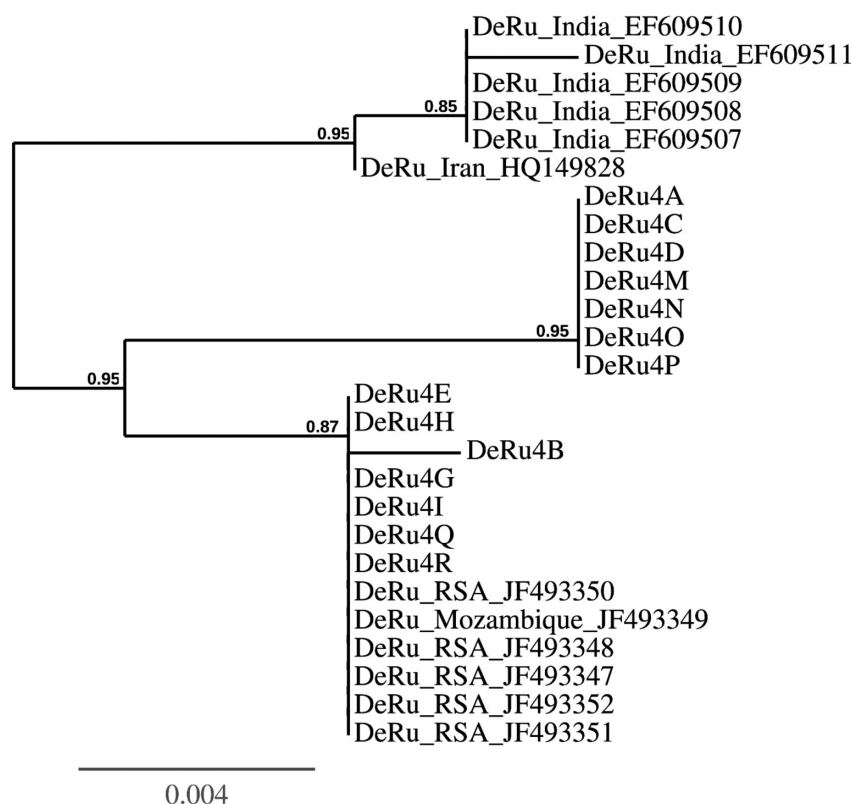 DeRu_India_EF609510
DeRu_India_EF609511
DeRu_India_EF609509
0.85
DeRu_India_EF609508
0.95
DeRu_India_EF609507
DeRu_Iran_HQ149828
DeRu4A
DeRu4C
DeRu4D
DeRu4M
DeRu4N
0.95
DeRu4O
DeRu4P
0.95
DeRu4E
DeRu4H
0.87
DeRu4B
DeRu4G
DeRu4I
DeRu4Q
DeRu4R
DeRu_RSA_JF493350
DeRu_Mozambique_JF493349
DeRu_RSA_JF493348
DeRu_RSA_JF493347
DeRu_RSA_JF493352
DeRu_RSA_JF493351
0.004